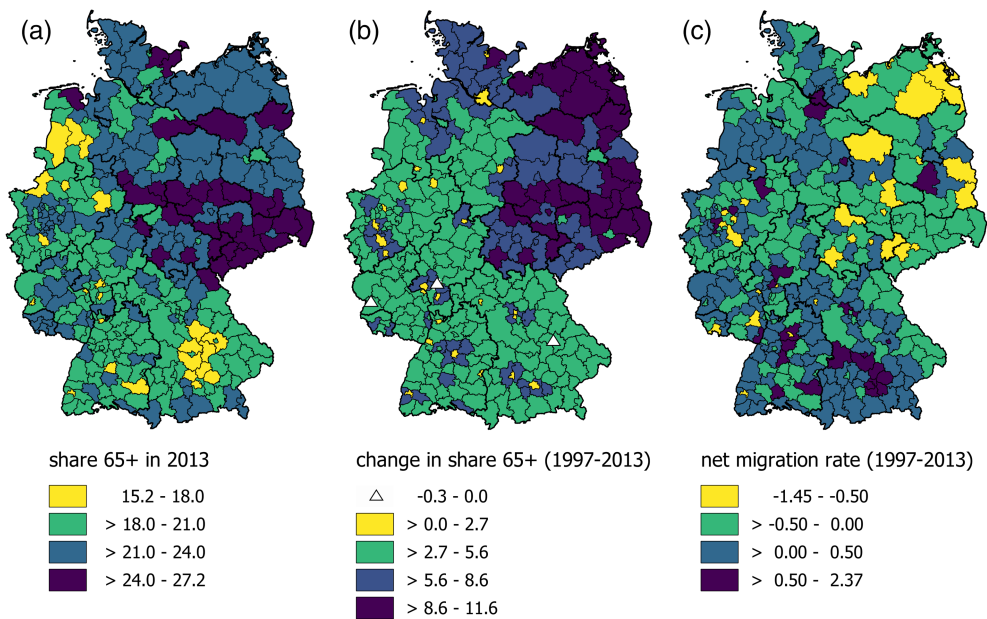 (a)
(b)
(c)
share 65+ in 2013
15.2 - 18.0
> 18.0 - 21.0
> 21.0 - 24.0
> 24.0 - 27.2
change in share 65+ (1997-2013)
-0.3 - 0.0
> 0.0 - 2.7
> 2.7 - 5.6
> 5.6 - 8.6
> 8.6 - 11.6
net migration rate (1997-2013)
-1.45 - -0.50
> -0.50 - 0.00
> 0.00 - 0.50
> 0.50 - 2.37